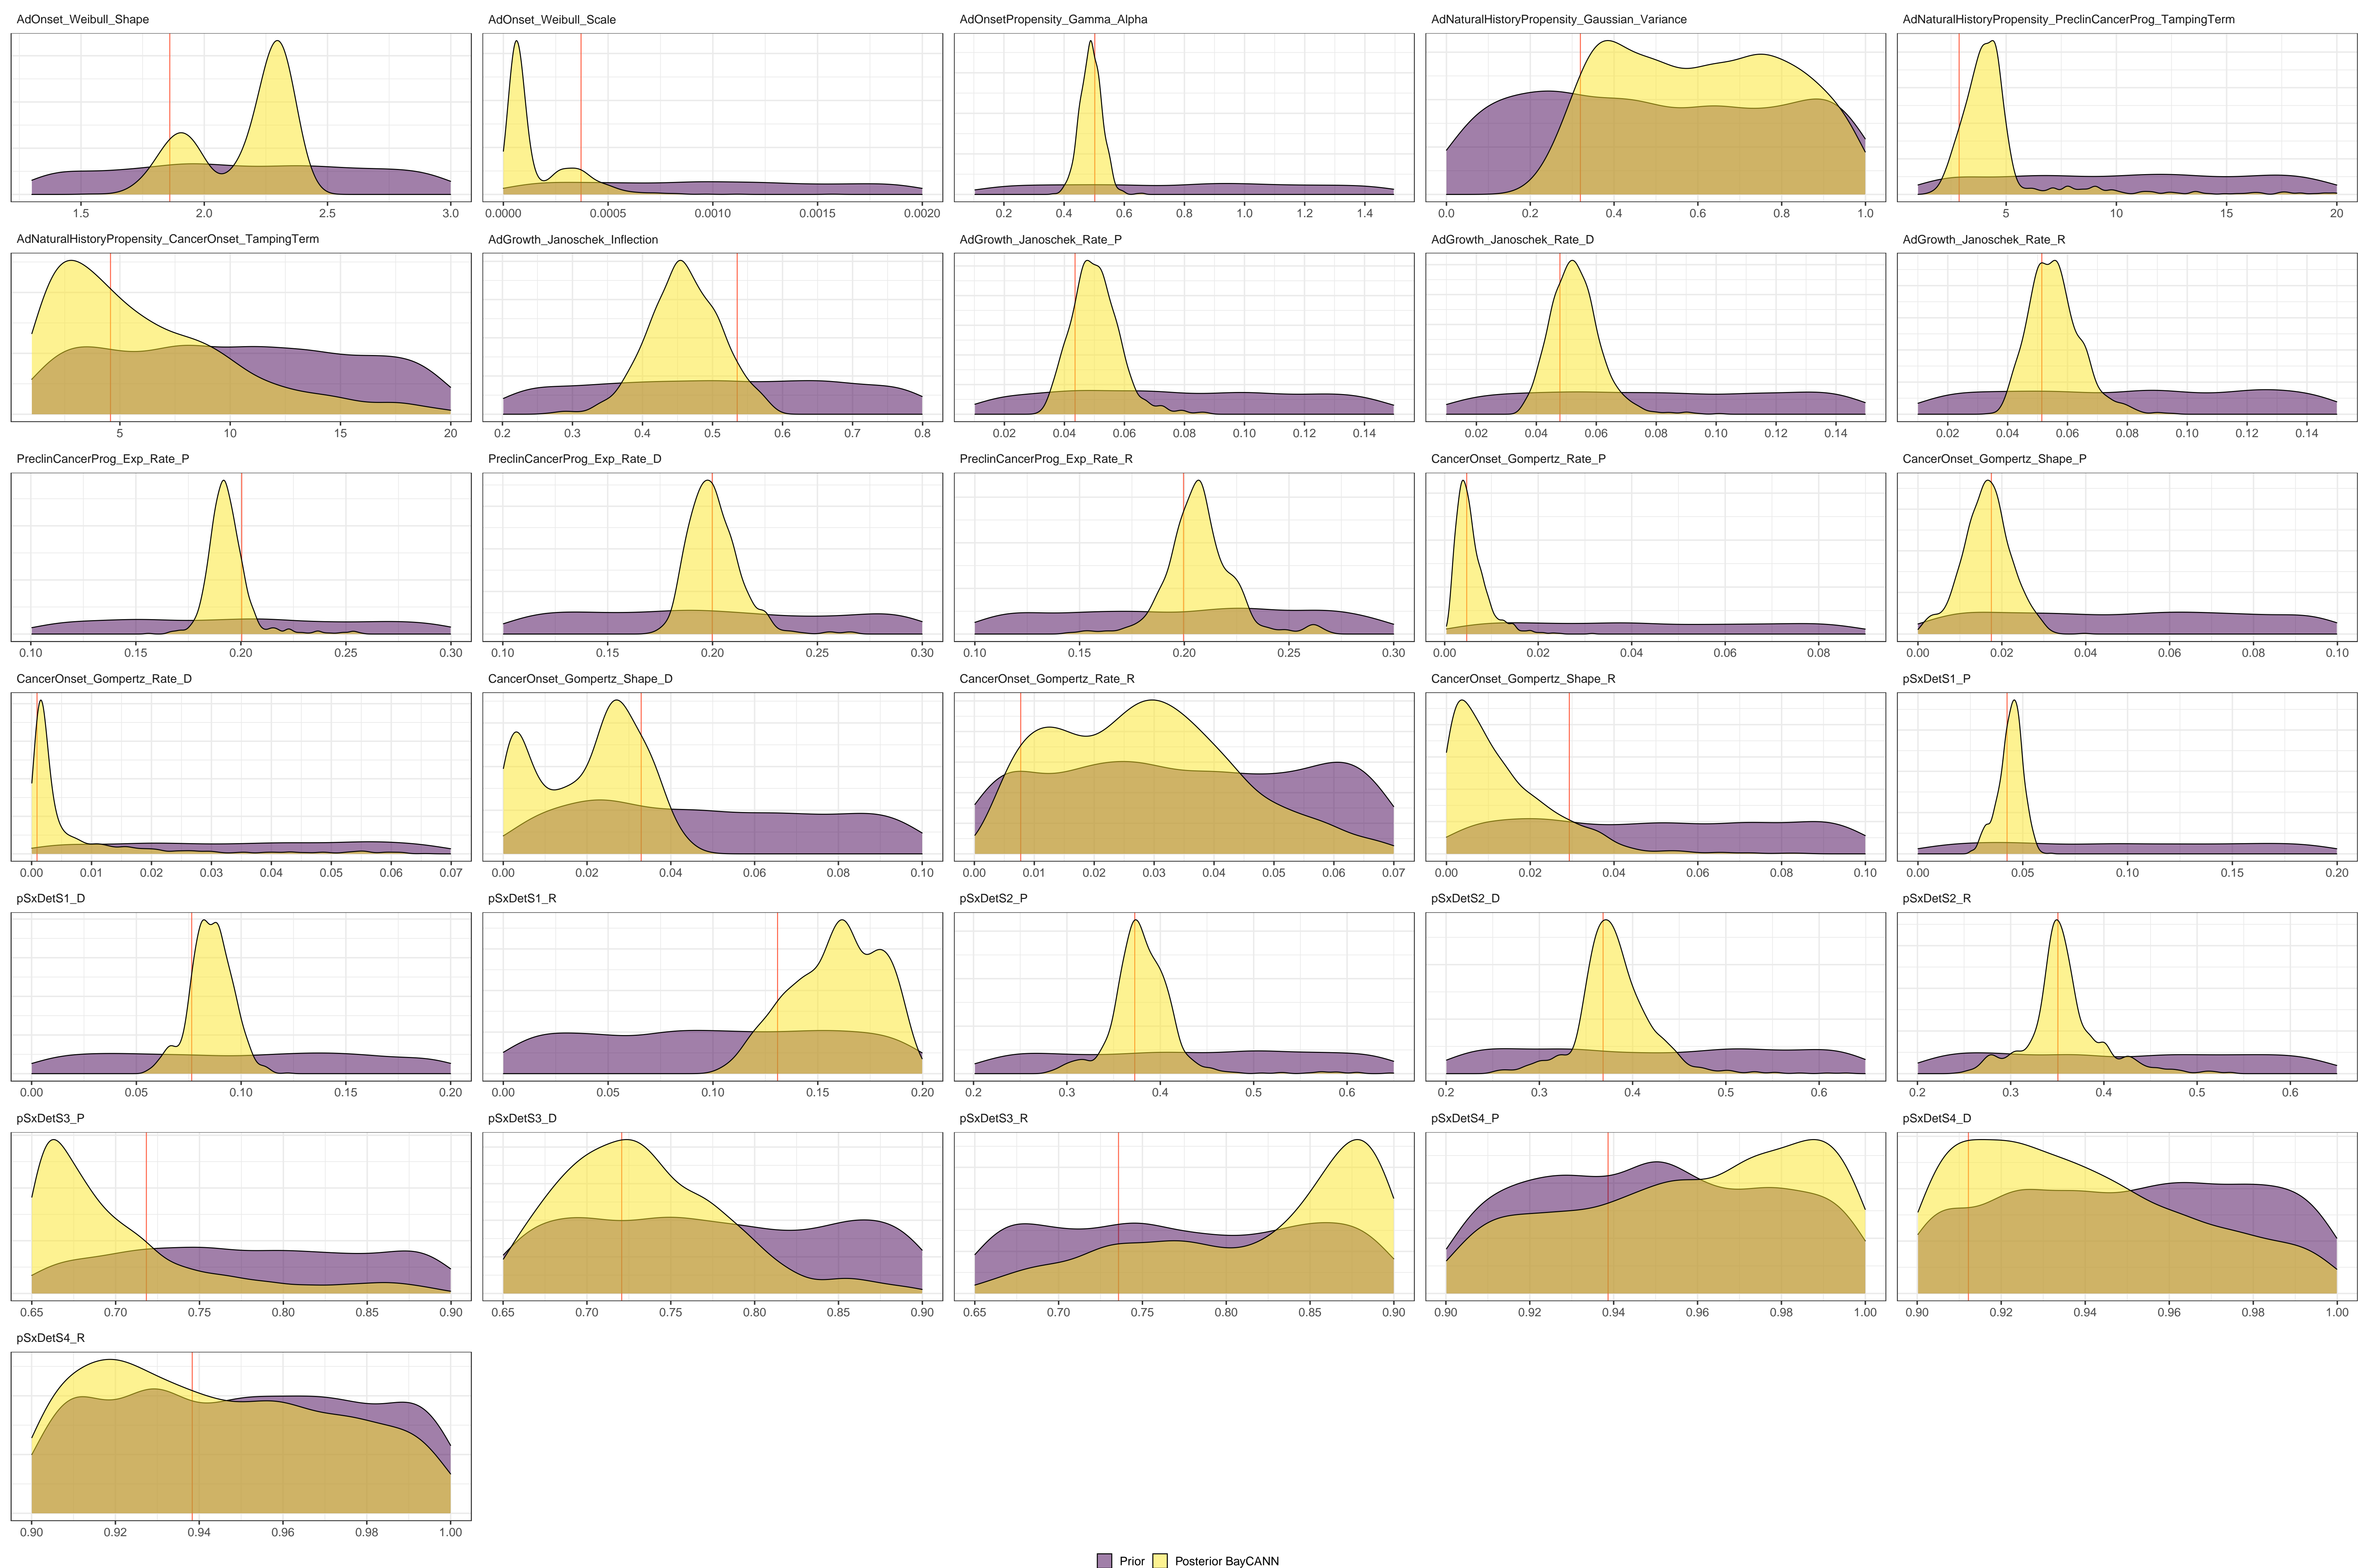 AdOnset_Weibull_Shape AdOnset_Weibull_Scale AdOnsetPropensity_Gamma_Alpha AdNaturalHistoryPropensity_Gaussian_Variance AdNaturalHistoryPropensity_PreclinCancerProg_TampingTerm
1.5 2.0 2.5 3.0 0.0000 0.0005 0.0010 0.0015 0.0020 0.2 0.4 0.6 0.8 1.0 1.2 1.4 0.0 0.2 0.4 0.6 0.8 1.0 5 10 15 20
AdNaturalHistoryPropensity_CancerOnset_TampingTerm AdGrowth_Janoschek_Inflection AdGrowth_Janoschek_Rate_P AdGrowth_Janoschek_Rate_D AdGrowth_Janoschek_Rate_R
5 10 15 20 0.2 0.3 0.4 0.5 0.6 0.7 0.8 0.02 0.04 0.06 0.08 0.10 0.12 0.14 0.02 0.04 0.06 0.08 0.10 0.12 0.14 0.02 0.04 0.06 0.08 0.10 0.12 0.14
PreclinCancerProg_Exp_Rate_P PreclinCancerProg_Exp_Rate_D PreclinCancerProg_Exp_Rate_R CancerOnset_Gompertz_Rate_P CancerOnset_Gompertz_Shape_P
0.10 0.15 0.20 0.25 0.30 0.10 0.15 0.20 0.25 0.30 0.10 0.15 0.20 0.25 0.30 0.00 0.02 0.04 0.06 0.08 0.00 0.02 0.04 0.06 0.08 0.10
CancerOnset_Gompertz_Rate_D CancerOnset_Gompertz_Shape_D CancerOnset_Gompertz_Rate_R CancerOnset_Gompertz_Shape_R pSxDetS1_P
0.00 0.01 0.02 0.03 0.04 0.05 0.06 0.07 0.00 0.02 0.04 0.06 0.08 0.10 0.00 0.01 0.02 0.03 0.04 0.05 0.06 0.07 0.00 0.02 0.04 0.06 0.08 0.10 0.00 0.05 0.10 0.15 0.20
pSxDetS1_D pSxDetS1_R pSxDetS2_P pSxDetS2_D pSxDetS2_R
0.00 0.05 0.10 0.15 0.20 0.00 0.05 0.10 0.15 0.20 0.2 0.3 0.4 0.5 0.6 0.2 0.3 0.4 0.5 0.6 0.2 0.3 0.4 0.5 0.6
pSxDetS3_P pSxDetS3_D pSxDetS3_R pSxDetS4_P pSxDetS4_D
0.65 0.70 0.75 0.80 0.85 0.90 0.65 0.70 0.75 0.80 0.85 0.90 0.65 0.70 0.75 0.80 0.85 0.90 0.90 0.92 0.94 0.96 0.98 1.00 0.90 0.92 0.94 0.96 0.98 1.00
pSxDetS4_R
0.90 0.92 0.94 0.96 0.98 1.00
Prior Posterior BayCANN